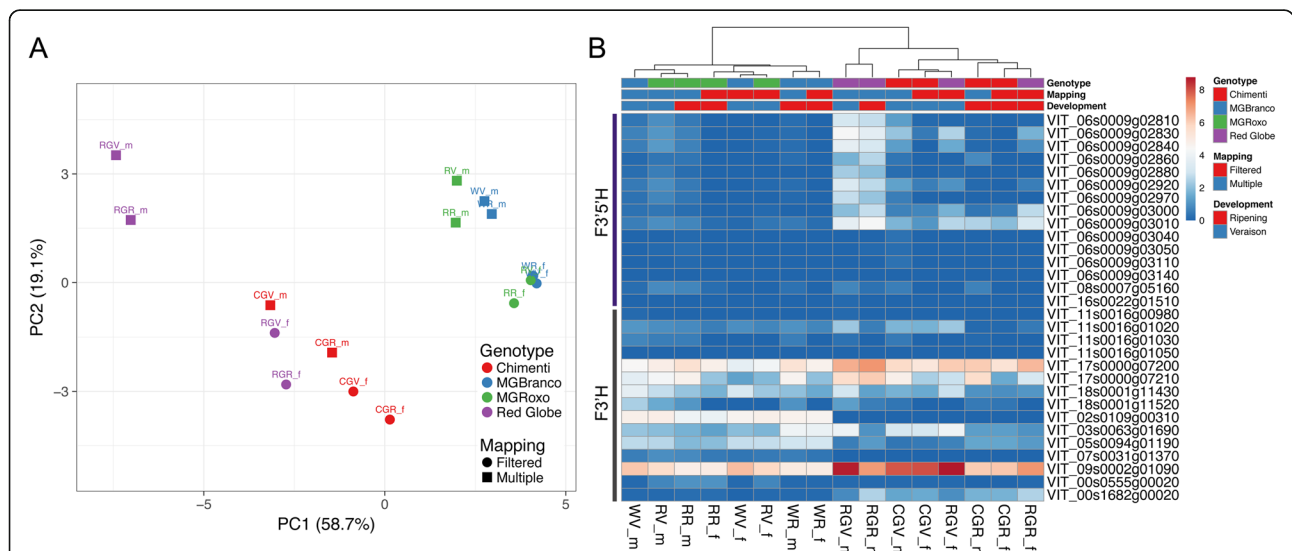 A
RGV_m
RGR_m
RV_m
RR_m
WV_m
WR_m
WR_f
RR_f
CGV_m
RGV_f
CGR_m
RGR_f
CGV_f
CGR_f
3
0
−3
−5
0
5
PC1 (58.7%)
PC2 (19.1%)
Genotype
Chimenti
MGBranco
MGRoxo
Red Globe
Mapping
Filtered
Multiple
B
Genotype
Mapping
Development
F3'5'H
F3'H
VIT_06s0009g02810
VIT_06s0009g02830
VIT_06s0009g02840
VIT_06s0009g02860
VIT_06s0009g02880
VIT_06s0009g02920
VIT_06s0009g02970
VIT_06s0009g03000
VIT_06s0009g03010
VIT_06s0009g03040
VIT_06s0009g03050
VIT_06s0009g03110
VIT_06s0009g03140
VIT_08s0007g05160
VIT_16s0022g01510
VIT_11s0016g00980
VIT_11s0016g01020
VIT_11s0016g01030
VIT_11s0016g01050
VIT_17s0000g07200
VIT_17s0000g07210
VIT_18s0001g11430
VIT_18s0001g11520
VIT_02s0109g00310
VIT_03s0063g01690
VIT_05s0094g01190
VIT_07s0031g01370
VIT_09s0002g01090
VIT_00s0555g00020
VIT_00s1682g00020
WV_m
RV_m
RR_m
RR_f
WV_f
RV_f
WR_m
WR_f
CGV_f
RGV_f
CGR_f
RGR_f
8
6
4
2
0
Genotype
Chimenti
MGBranco
MGRoxo
Red Globe
Mapping
Filtered
Multiple
Development
Ripening
Veraison